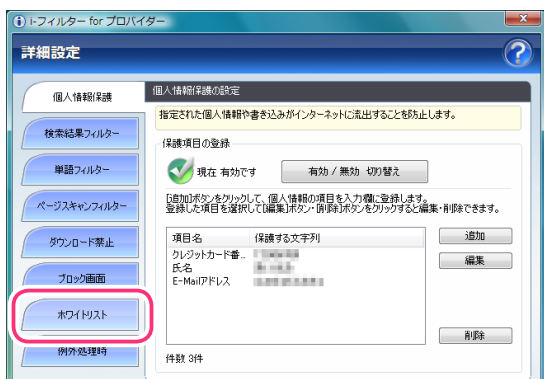 i-フィルター for プロバイダー
詳細設定
個人情報保護
検索結果フィルター
単語フィルター
ページスキャンフィルター
ダウンロード禁止
ブロック画面
ホワイトリスト
例外処理時
個人情報保護の設定
指定された個人情報や書き込みがインターネットに流出することを防止します。
保護項目の登録
現在 有効です
有効 / 無効 切り替え
[追加]ボタンをクリックして、個人情報の項目を入力欄に登録します。
登録した項目を選択して[編集]ボタン・[削除]ボタンをクリックすると編集・削除できます。
項目名 保護する文字列
クレジットカード番..
氏名
E-Mailアドレス
追加
編集
削除
件数 3件